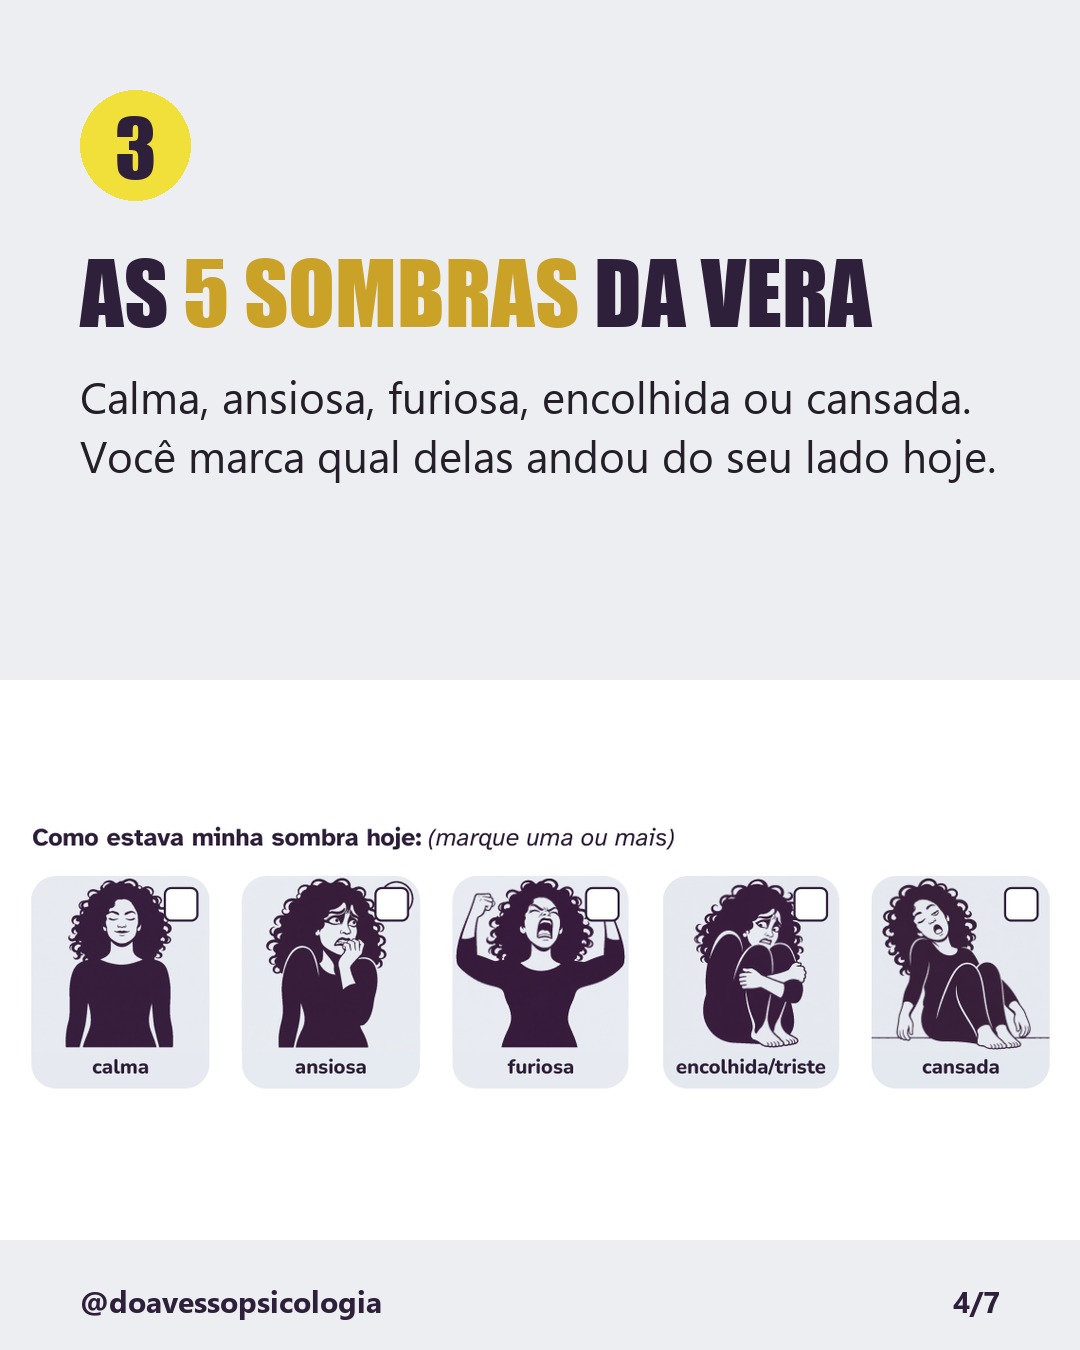 3
AS 5 SOMBRAS DA VERA
Calma, ansiosa, furiosa, encolhida ou cansada.
Você marca qual delas andou do seu lado hoje.
Como estava minha sombra hoje: (marque uma ou mais)
calma
ansiosa
furiosa
encolhida/triste
cansada
@doavessopsicologia
4/7